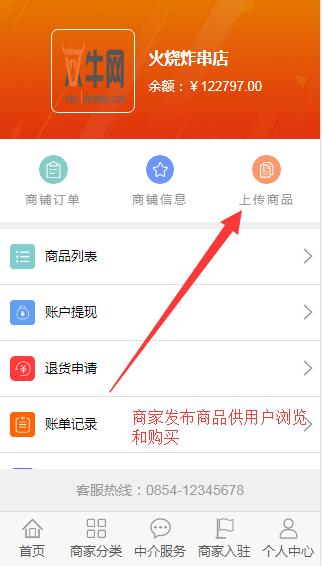 火烧炸串店
牛网
余额：￥122797.00
商铺订单
商铺信息
上传商品
商品列表
账户提现
退货申请
账单记录
商家发布商品供用户浏览
和购买
客服热线：0854-12345678
首页
商家分类
中介服务
商家入驻
个人中心